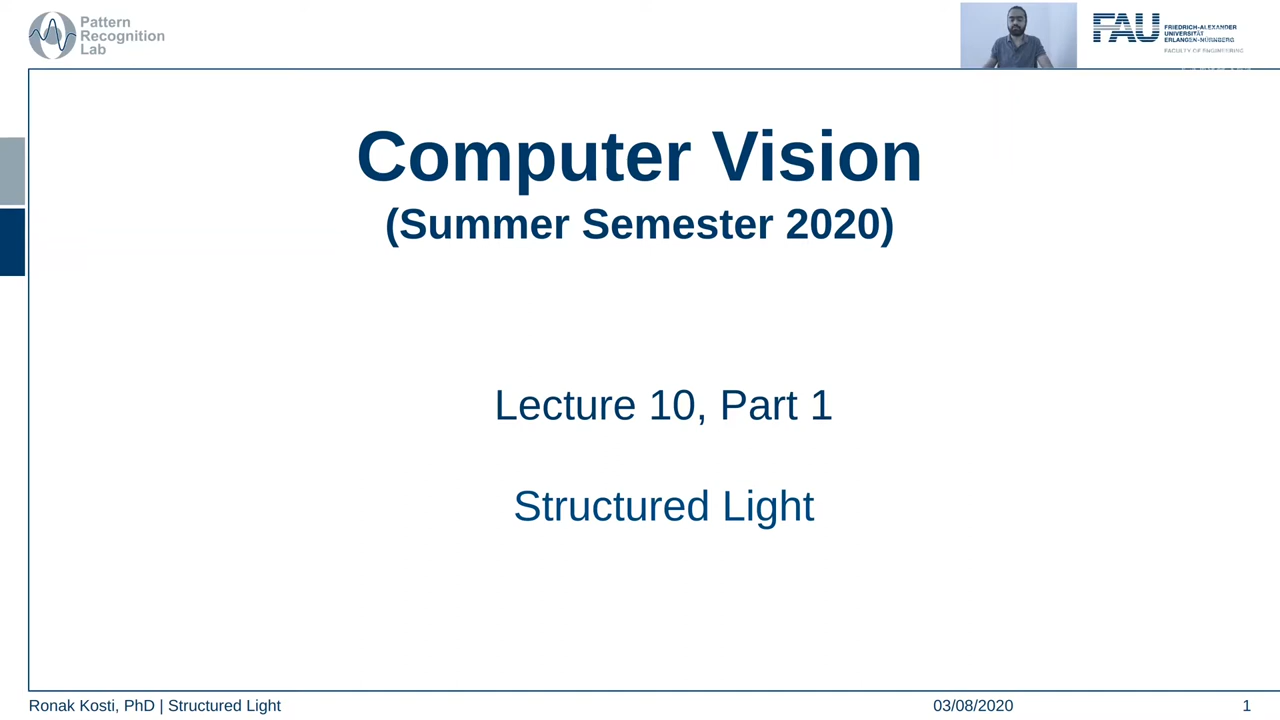 Pattern
Recognition
Lab
FAU
FRIEDRICH-ALEXANDER
UNIVERSITÄT
ERLANGEN-NÜRNBERG
FACULTY OF ENGINEERING
Computer Vision
(Summer Semester 2020)
Lecture 10, Part 1
Structured Light
Ronak Kosti, PhD | Structured Light
03/08/2020
1